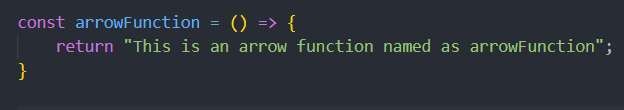 const arrowFunction = () => {
    return "This is an arrow function named as arrowFunction";
}